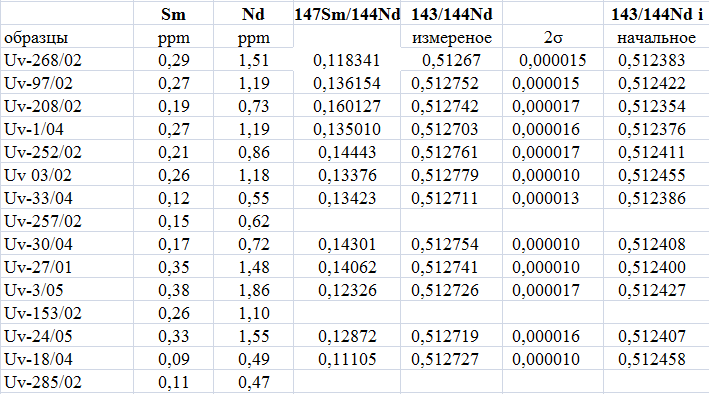 Sm Nd 147Sm/144Nd 143/144Nd 143/144Nd i
образцы ppm ppm измереное 2σ начальное
Uv-268/02 0,29 1,51 0,118341 0,51267 0,000015 0,512383
Uv-97/02 0,27 1,19 0,136154 0,512752 0,000015 0,512422
Uv-208/02 0,19 0,73 0,160127 0,512742 0,000017 0,512354
Uv-1/04 0,27 1,19 0,135010 0,512703 0,000016 0,512376
Uv-252/02 0,21 0,86 0,14443 0,512761 0,000017 0,512411
Uv 03/02 0,26 1,18 0,13376 0,512779 0,000010 0,512455
Uv-33/04 0,12 0,55 0,13423 0,512711 0,000013 0,512386
Uv-257/02 0,15 0,62
Uv-30/04 0,17 0,72 0,14301 0,512754 0,000010 0,512408
Uv-27/01 0,35 1,48 0,14062 0,512741 0,000010 0,512400
Uv-3/05 0,38 1,86 0,12326 0,512726 0,000017 0,512427
Uv-153/02 0,26 1,10
Uv-24/05 0,33 1,55 0,12872 0,512719 0,000016 0,512407
Uv-18/04 0,09 0,49 0,11105 0,512727 0,000010 0,512458
Uv-285/02 0,11 0,47